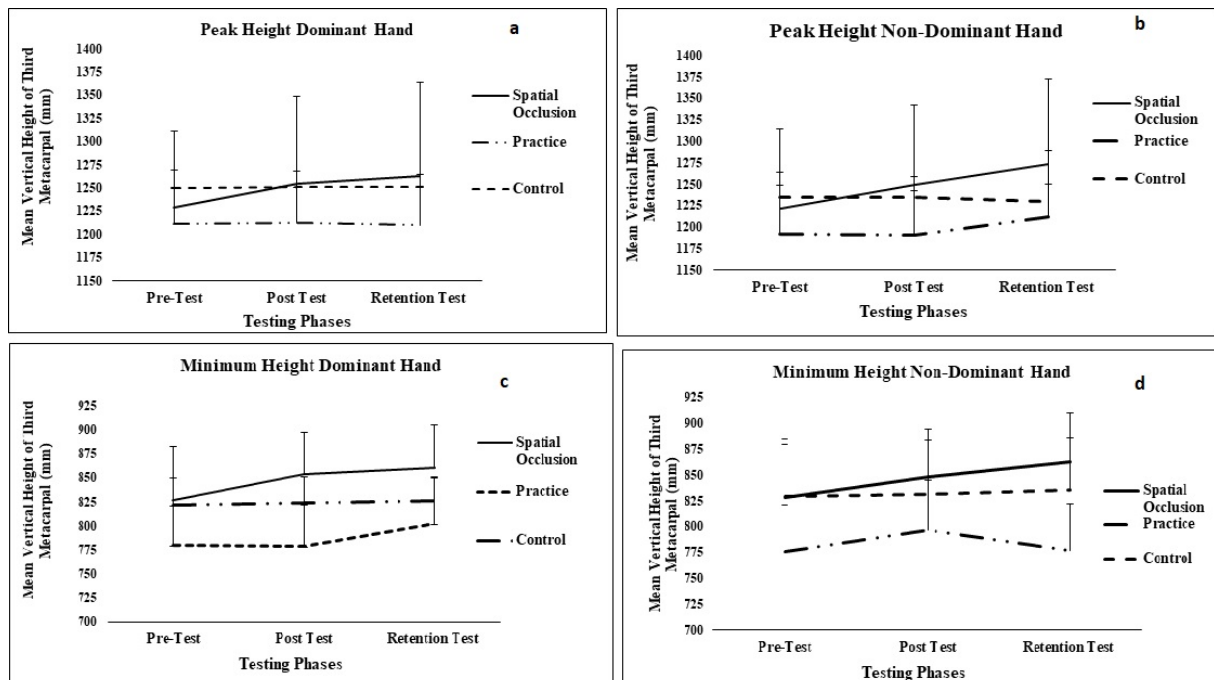 Peak Height Dominant Hand
a
Mean Vertical Height of Third
Metacarpal (mm)
1400
1375
1350
1325
1300
1275
1250
1225
1200
1175
1150
Pre-Test
Post Test
Retention Test
Testing Phases
Spatial
Occlusion
Practice
Control
Peak Height Non-Dominant Hand
b
Mean Vertical Height of Third
Metacarpal (mm)
1400
1375
1350
1325
1300
1275
1250
1225
1200
1175
1150
Pre-Test
Post Test
Retention Test
Testing Phases
Spatial
Occlusion
Practice
Control
Minimum Height Dominant Hand
c
Mean Vertical Height of Third
Metacarpal (mm)
925
900
875
850
825
800
775
750
725
700
Pre-Test
Post Test
Retention Test
Testing Phases
Spatial
Occlusion
Practice
Control
Minimum Height Non-Dominant Hand
d
Mean Vertical Height of Third
Metacarpal (mm)
925
900
875
850
825
800
775
750
725
700
Pre-Test
Post Test
Retention Test
Testing Phases
Spatial
Occlusion
Practice
Control